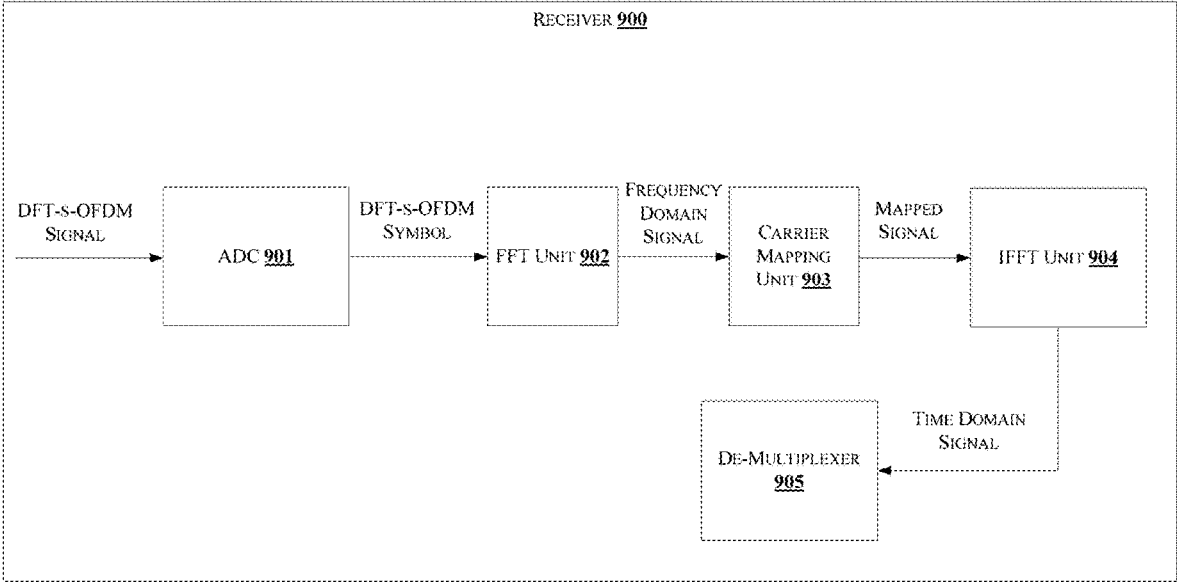 RECEIVER 900
DFT-S-OFDM
SIGNAL
ADC 901
DFT-S-OFDM
SYMBOL
FFT UNIT 902
FREQUENCY
DOMAIN
SIGNAL
CARRIER
MAPPING
UNIT 903
MAPPED
SIGNAL
IFFT UNIT 904
TIME DOMAIN
SIGNAL
DE-MULTIPLEXER
905